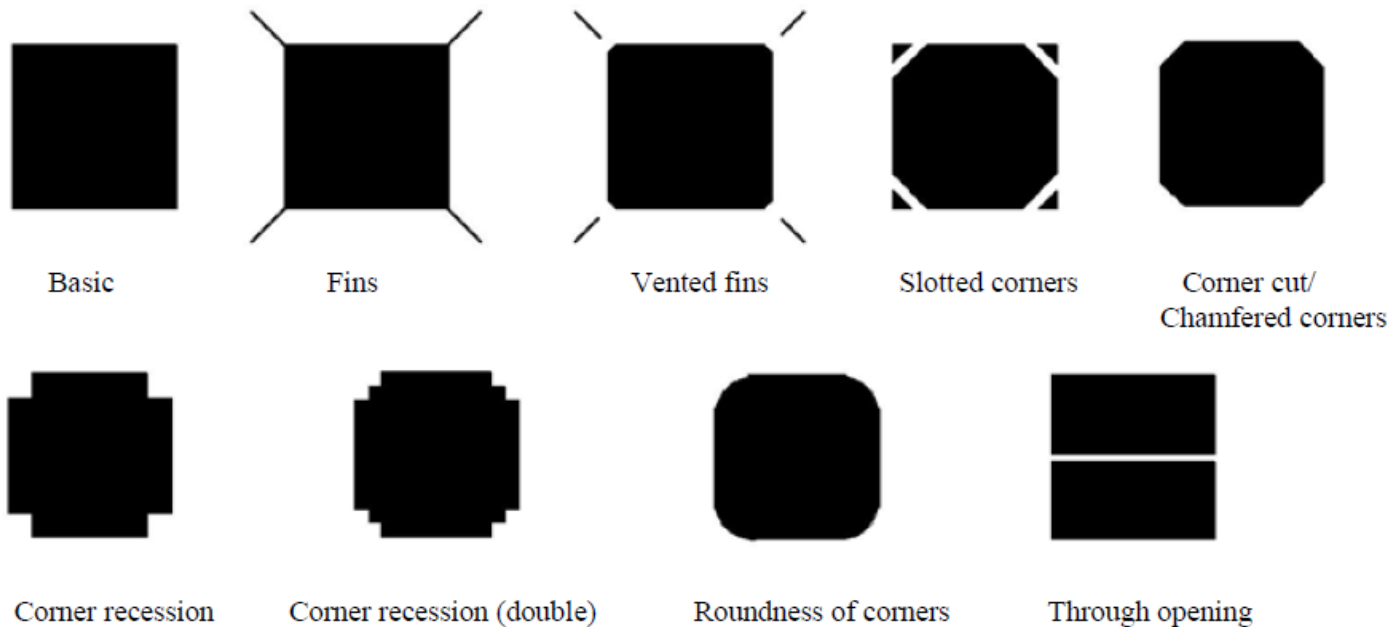 Basic
Fins
Vented fins
Slotted corners
Corner cut/
Chamfered corners
Corner recession
Corner recession (double)
Roundness of corners
Through opening